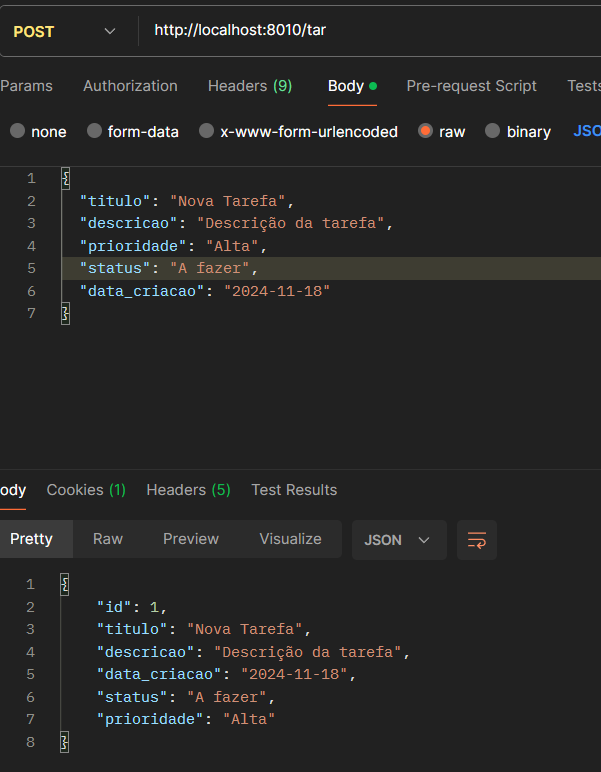 POST http://localhost:8010/tar
Params Authorization Headers (9) Body Pre-request Script Tests
none form-data x-www-form-urlencoded raw binary JSO
1 {
2 "titulo": "Nova Tarefa",
3 "descricao": "Descrição da tarefa",
4 "prioridade": "Alta",
5 "status": "A fazer",
6 "data_criacao": "2024-11-18"
7 }
ody Cookies (1) Headers (5) Test Results
Pretty Raw Preview Visualize JSON
1 {
2 "id": 1,
3 "titulo": "Nova Tarefa",
4 "descricao": "Descrição da tarefa",
5 "data_criacao": "2024-11-18",
6 "status": "A fazer",
7 "prioridade": "Alta"
8 }